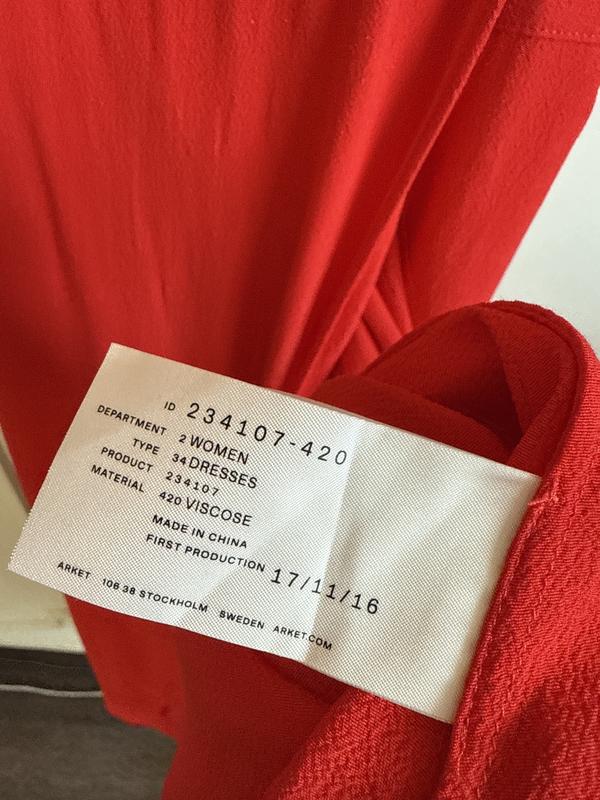 ID 234107-420
DEPARTMENT 2 WOMEN
TYPE 34 DRESSES
PRODUCT 234107
MATERIAL 420 VISCOSE
MADE IN CHINA
FIRST PRODUCTION 17/11/16
ARKET 106 38 STOCKHOLM SWEDEN ARKET.COM